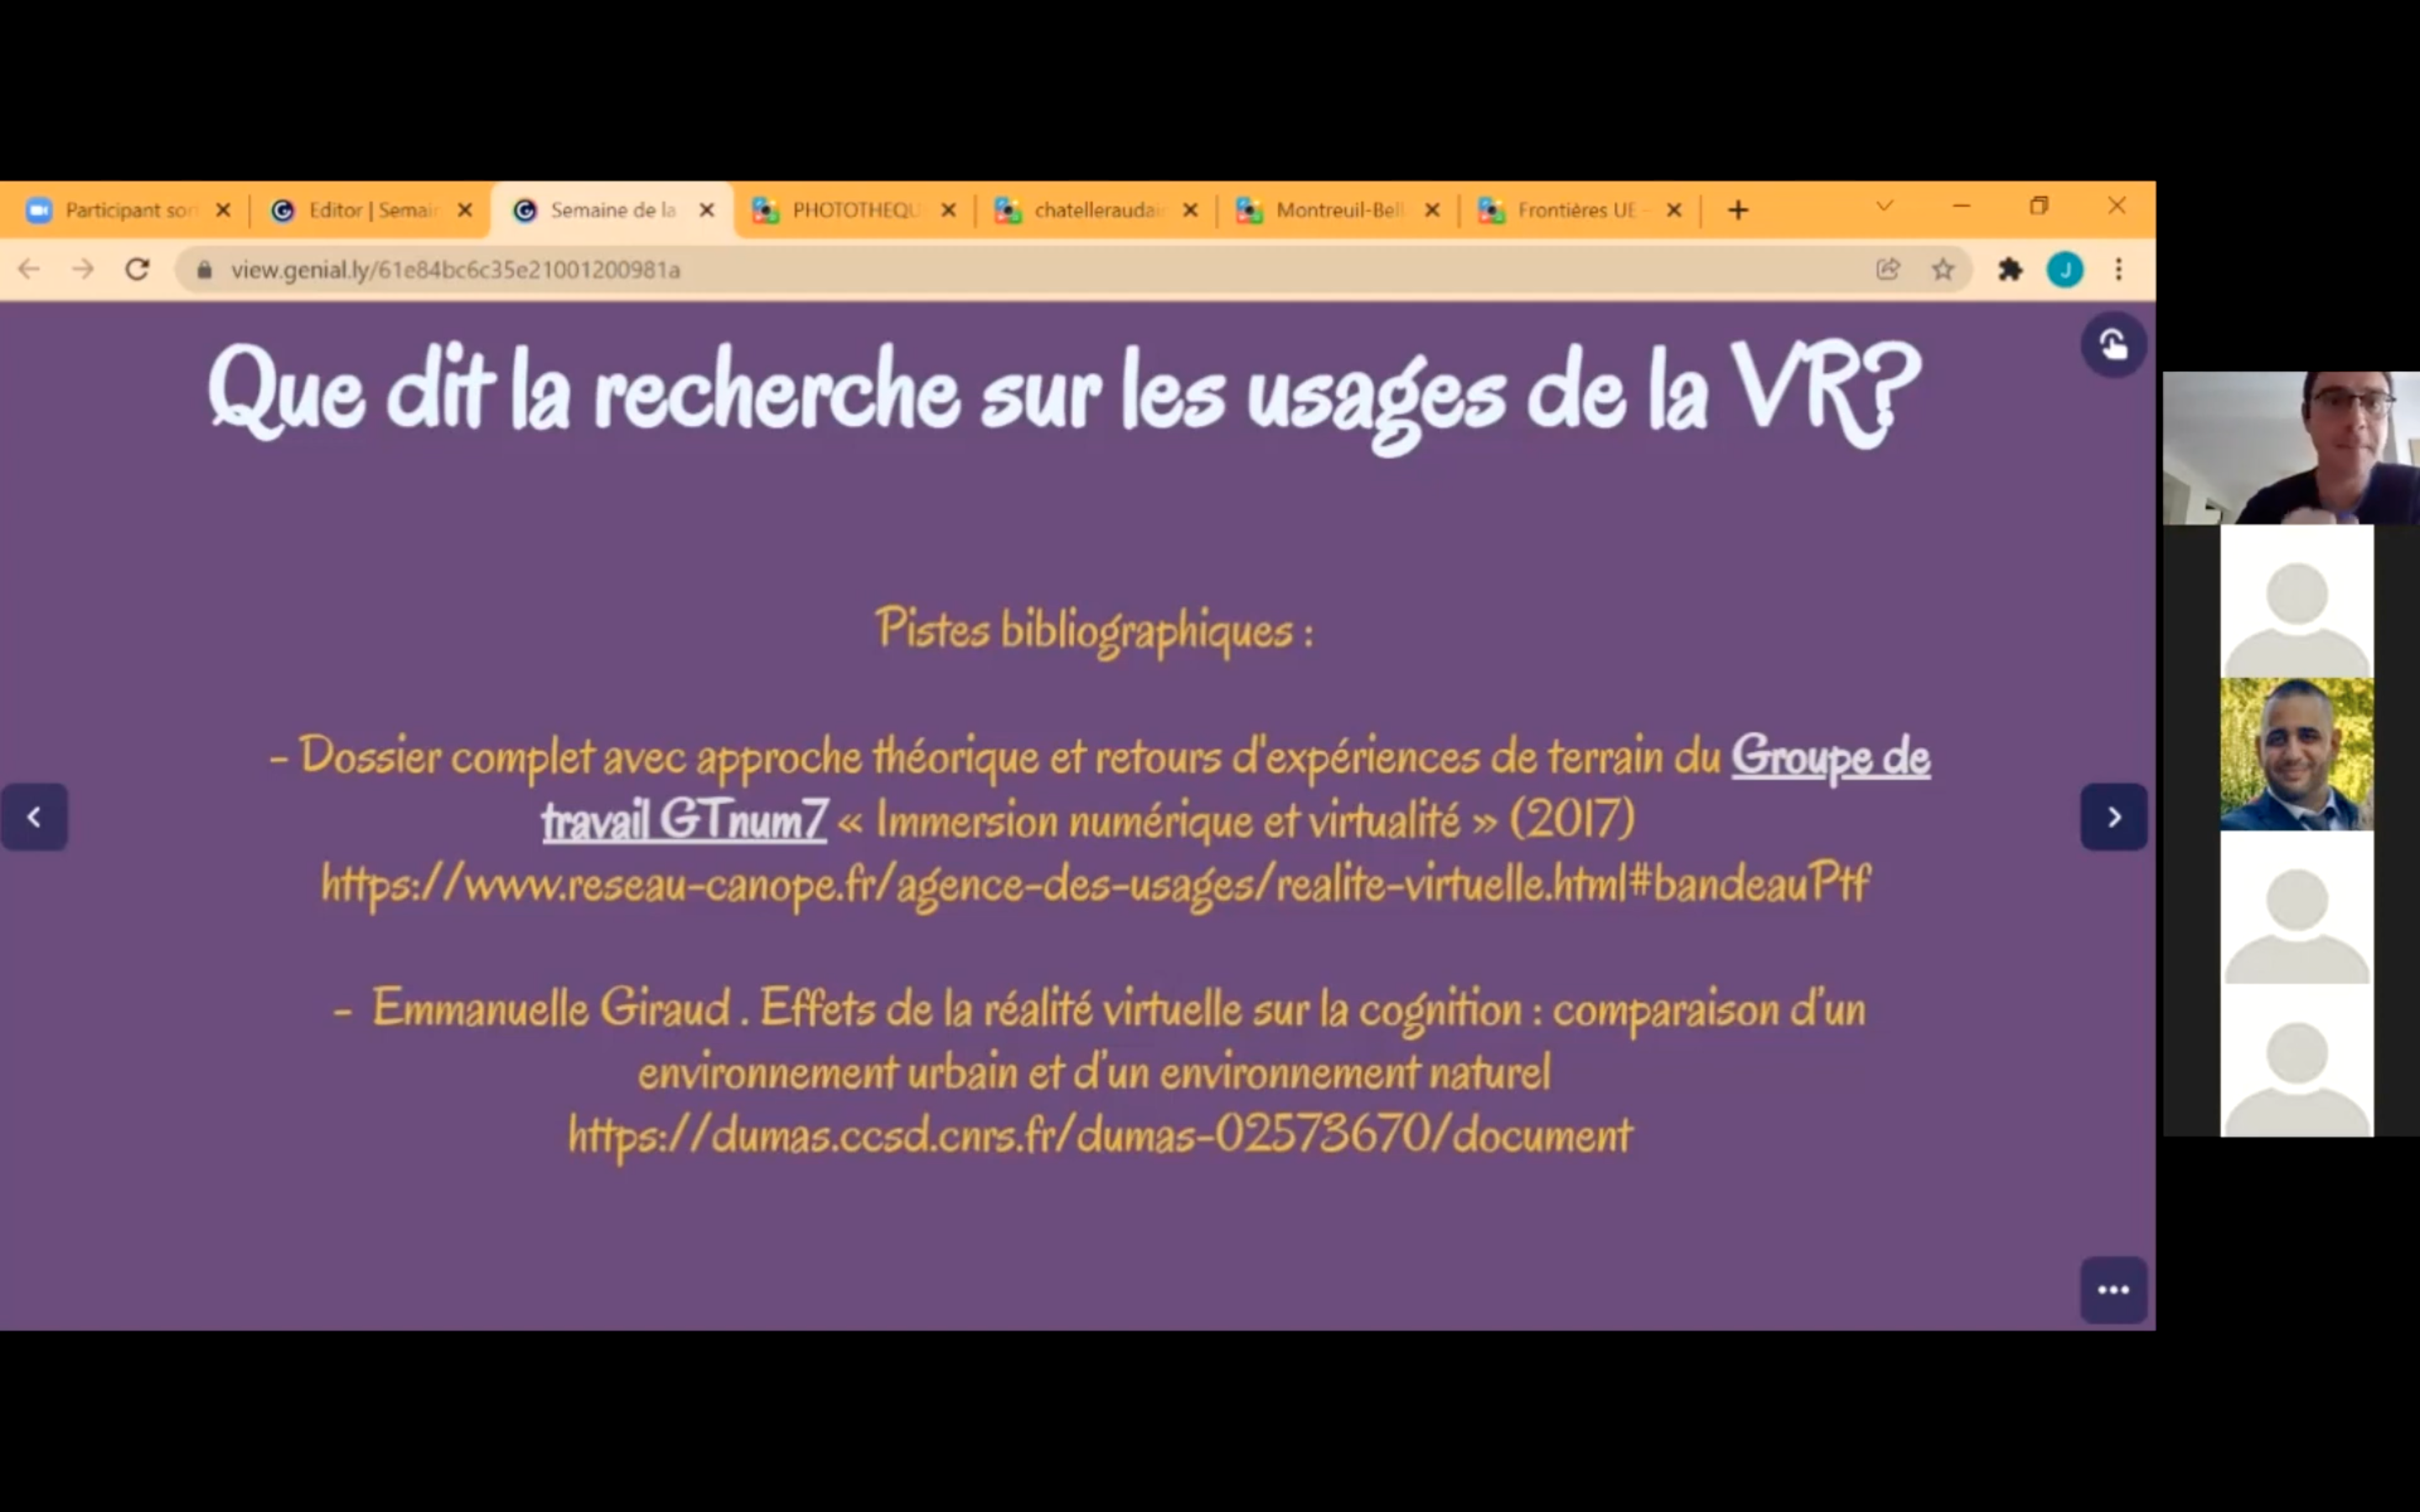 Participant son
Editor | Semain
Semaine de la
PHOTOTHEQU
chatelleraudai
Montreuil-Bell
Frontières UE -
view.genial.ly/61e84bc6c35e21001200981a
J
Que dit la recherche sur les usages de la VR?
Pistes bibliographiques :
- Dossier complet avec approche théorique et retours d'expériences de terrain du Groupe de
travail GTnum7 « Immersion numérique et virtualité » (2017)
https://www.reseau-canope.fr/agence-des-usages/realite-virtuelle.html#bandeauPtf
- Emmanuelle Giraud . Effets de la réalité virtuelle sur la cognition : comparaison d’un
environnement urbain et d’un environnement naturel
https://dumas.ccsd.cnrs.fr/dumas-02573670/document